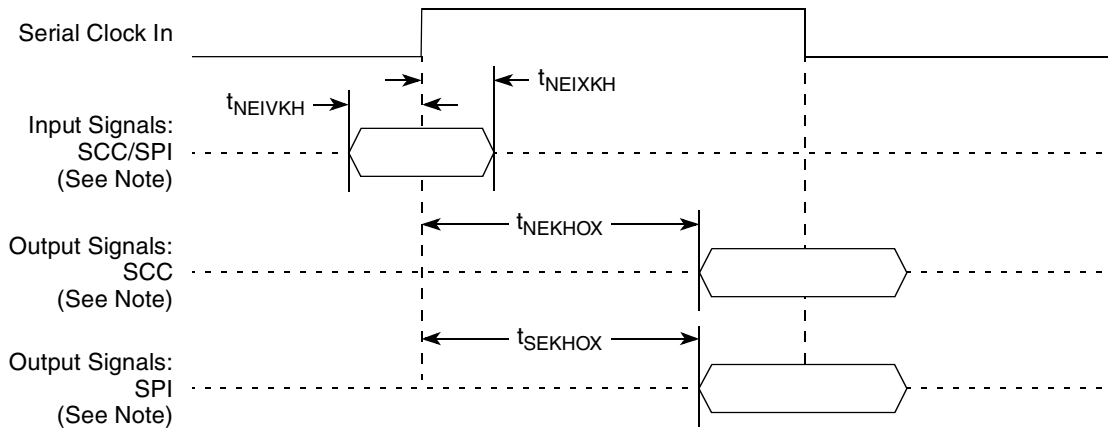 Serial Clock In
tNEIXKH
tNEIVKH
Input Signals:
SCC/SPI
(See Note)
tNEKHOX
Output Signals:
SCC
(See Note)
tSEKHOX
Output Signals:
SPI
(See Note)